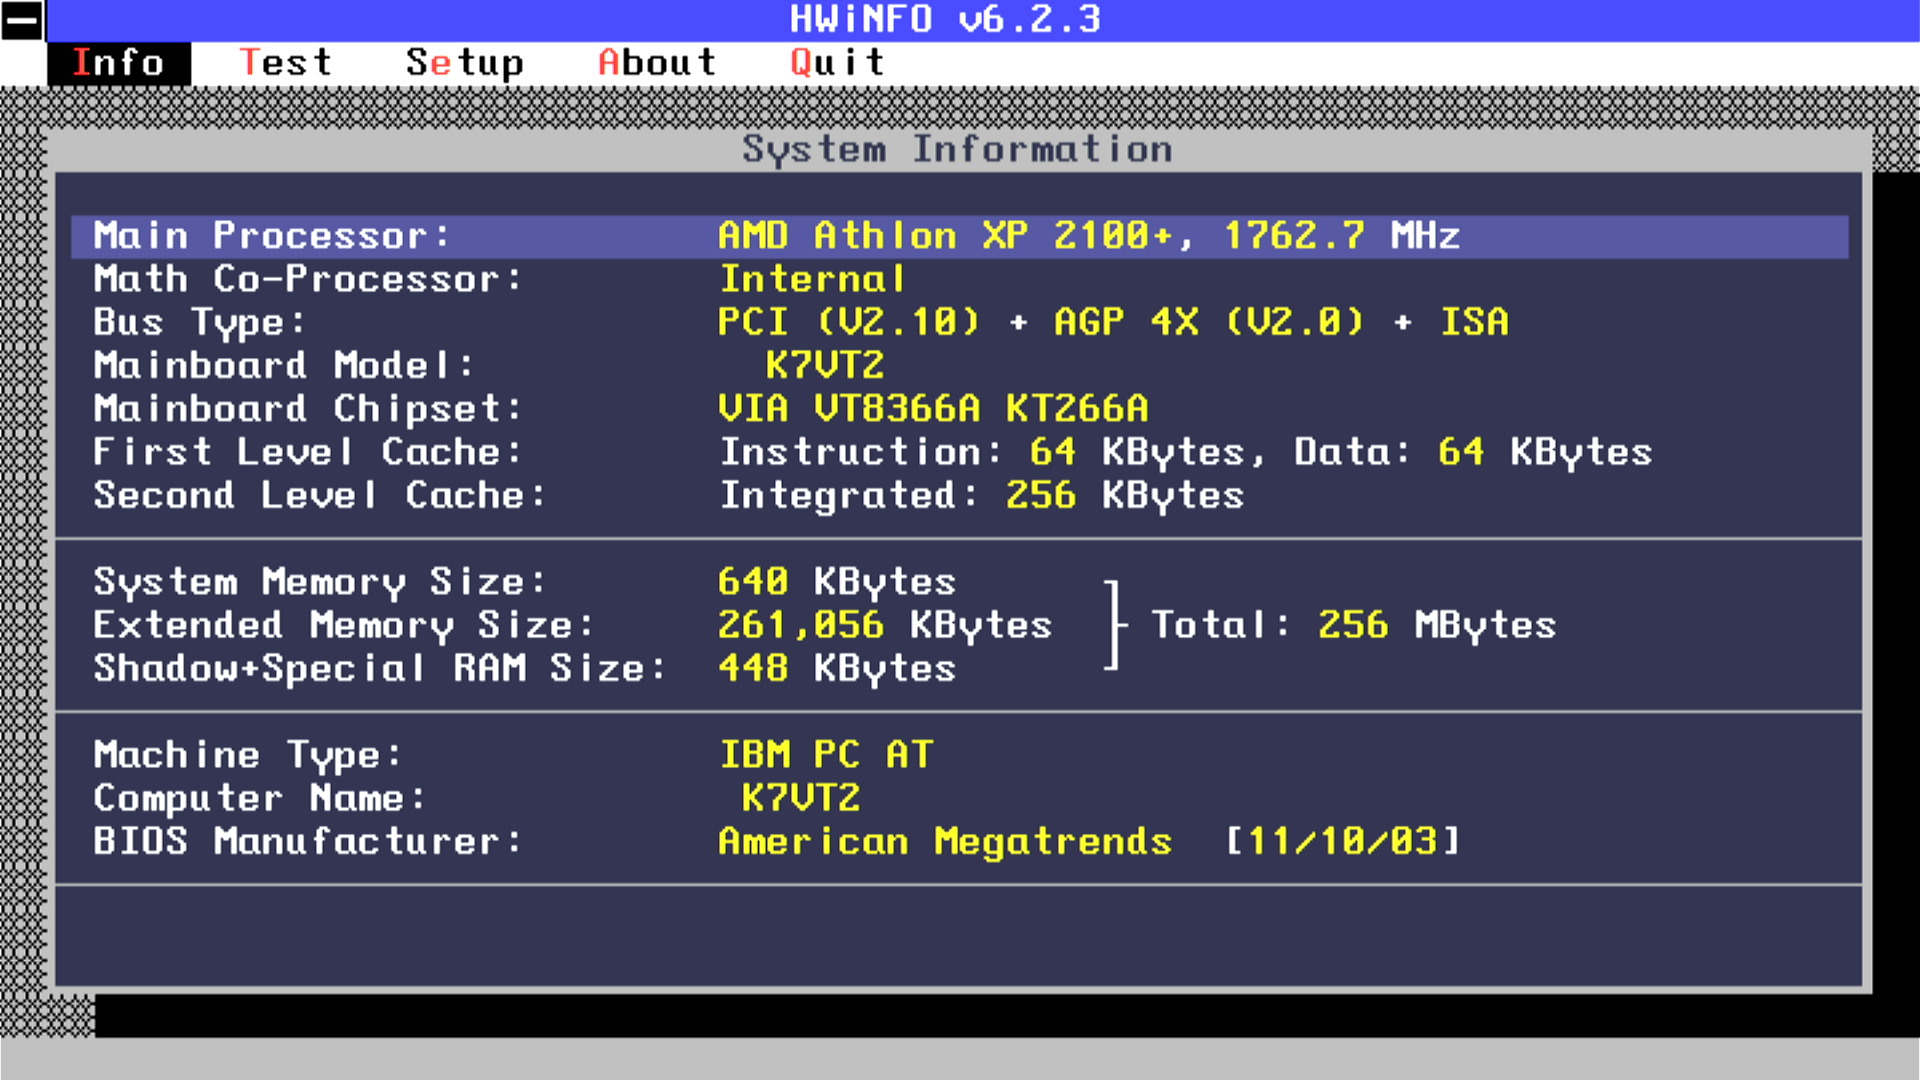 HWiNFO v6.2.3
Info Test Setup About Quit
System Information
Main Processor: AMD Athlon XP 2100+, 1762.7 MHz
Math Co-Processor: Internal
Bus Type: PCI (V2.10) + AGP 4X (V2.0) + ISA
Mainboard Model: K7VT2
Mainboard Chipset: VIA VT8366A KT266A
First Level Cache: Instruction: 64 KBytes, Data: 64 KBytes
Second Level Cache: Integrated: 256 KBytes
System Memory Size: 640 KBytes
Extended Memory Size: 261,056 KBytes Total: 256 MBytes
Shadow+Special RAM Size: 448 KBytes
Machine Type: IBM PC AT
Computer Name: K7VT2
BIOS Manufacturer: American Megatrends [11/10/03]